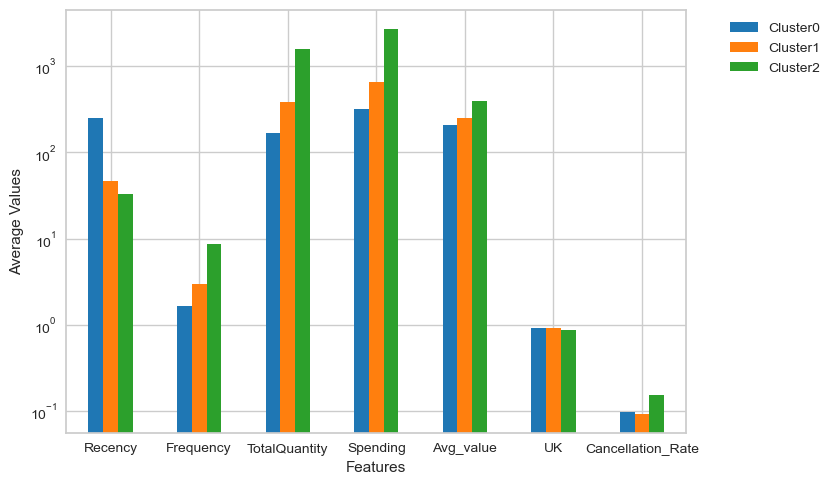 Cluster0
Cluster1
Cluster2
Average Values
10³
10²
10¹
10⁰
10⁻¹
Recency Frequency TotalQuantity Spending Avg_value UK Cancellation_Rate
Features